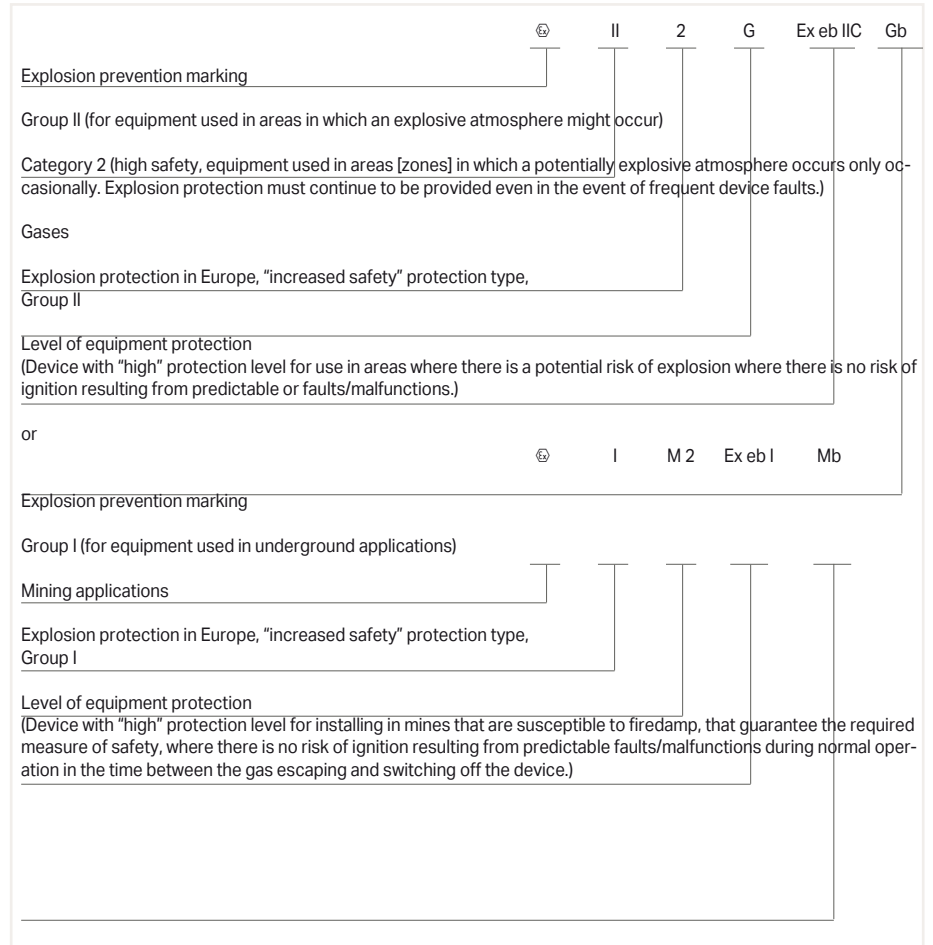 Ex II 2 G Ex eb IIC Gb
Explosion prevention marking
Group II (for equipment used in areas in which an explosive atmosphere might occur)
Category 2 (high safety, equipment used in areas [zones] in which a potentially explosive atmosphere occurs only oc-
casionally. Explosion protection must continue to be provided even in the event of frequent device faults.)
Gases
Explosion protection in Europe, “increased safety” protection type,
Group II
Level of equipment protection
(Device with “high” protection level for use in areas where there is a potential risk of explosion where there is no risk of
ignition resulting from predictable or faults/malfunctions.)
or
Ex I M 2 Ex eb I Mb
Explosion prevention marking
Group I (for equipment used in underground applications)
Mining applications
Explosion protection in Europe, “increased safety” protection type,
Group I
Level of equipment protection
(Device with “high” protection level for installing in mines that are susceptible to firedamp, that guarantee the required
measure of safety, where there is no risk of ignition resulting from predictable faults/malfunctions during normal oper-
ation in the time between the gas escaping and switching off the device.)